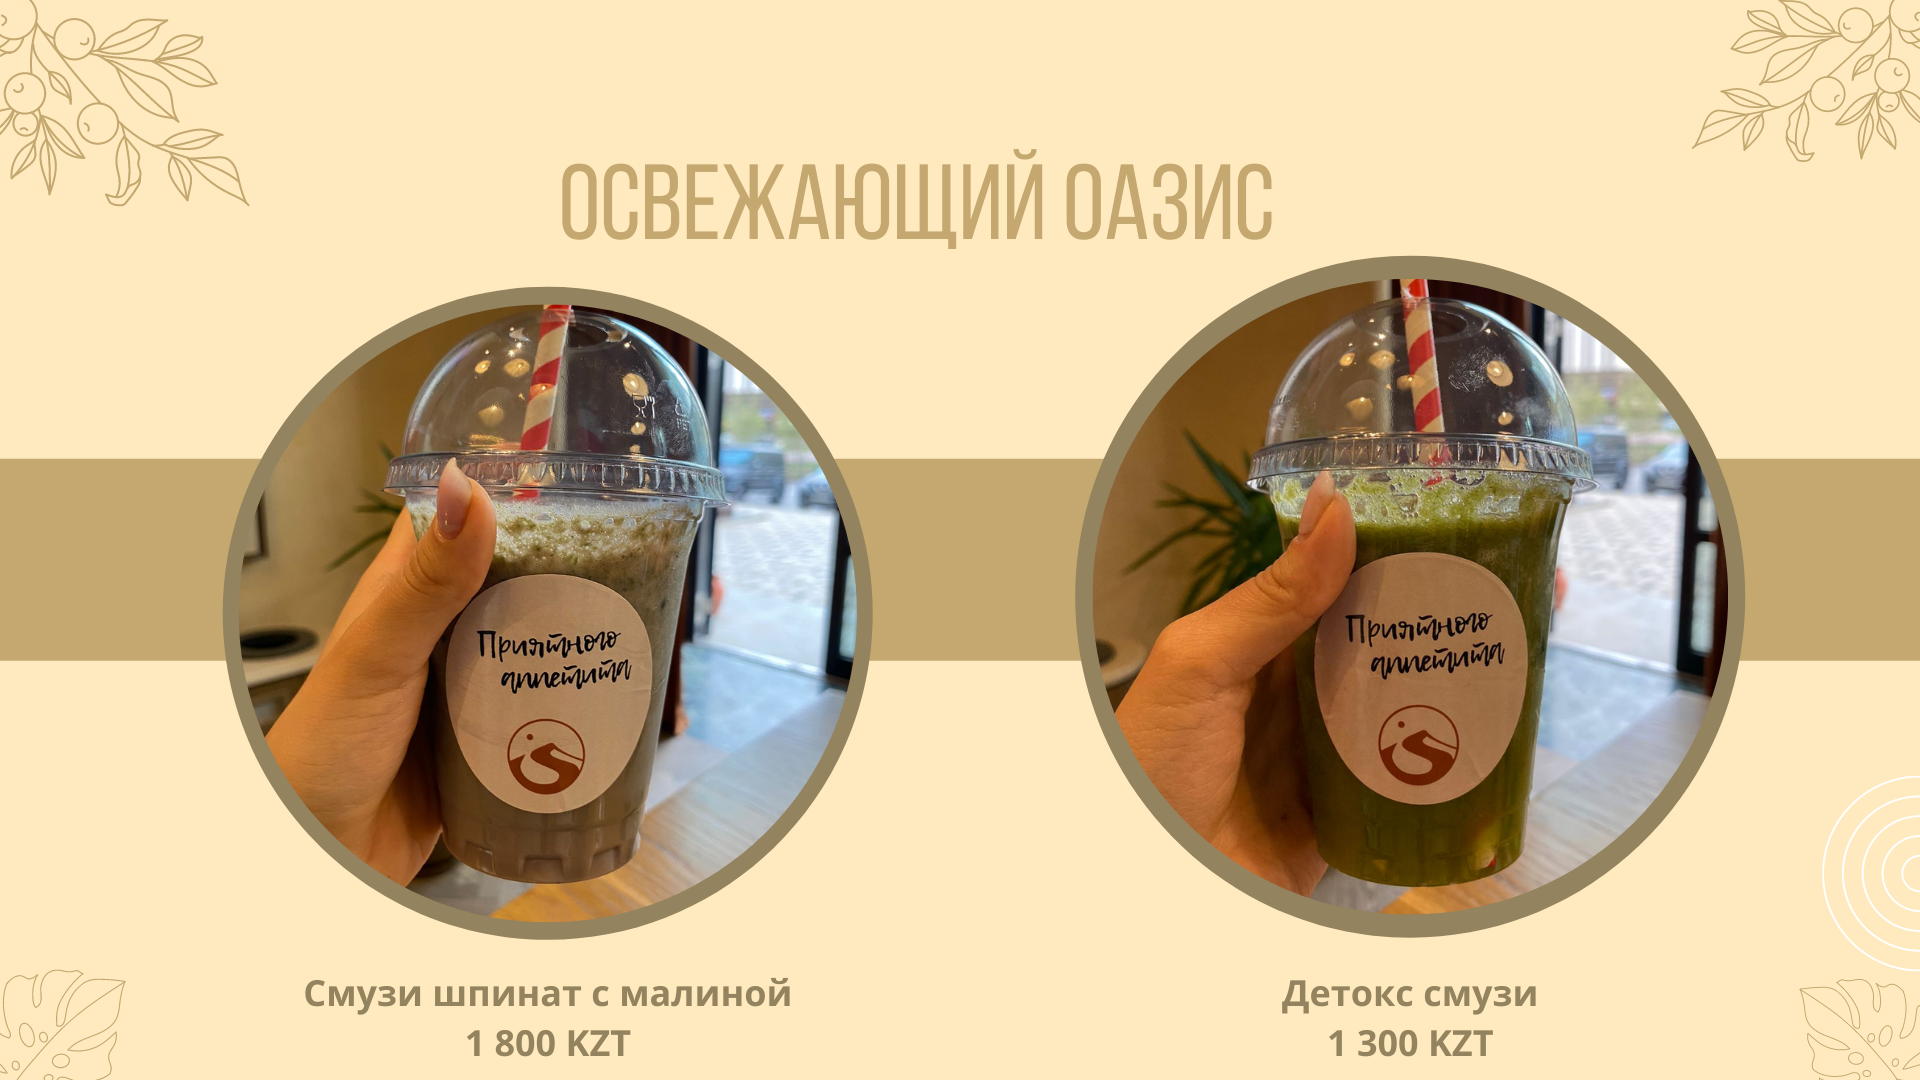 ОСВЕЖАЮЩИЙ ОАЗИС
Приятного
аппетита
Приятного
аппетита
Смузи шпинат с малиной
1 800 KZT
Детокс смузи
1 300 KZT